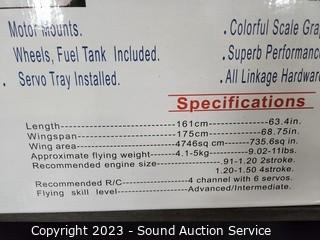 Motor Mounts.
Wheels, Fuel Tank Included.
. Servo Tray Installed.
. Colorful Scale Gra
. Superb Performanc
. All Linkage Hardwar
Specifications
Length---161cm---63.4in.
Wingspan---175cm---68.75in.
Wing area---4746sq cm---735.6sq in.
Approximate flying weight---4.1-5kg---9.02-11lbs.
Recommended engine size---.91-1.20 2stroke.
1.20-1.50 4stroke.
Recommended R/C---4 channel with 6 servos.
Flying skill level---Advanced/Intermediate.
Copyright 2023 - Sound Auction Service